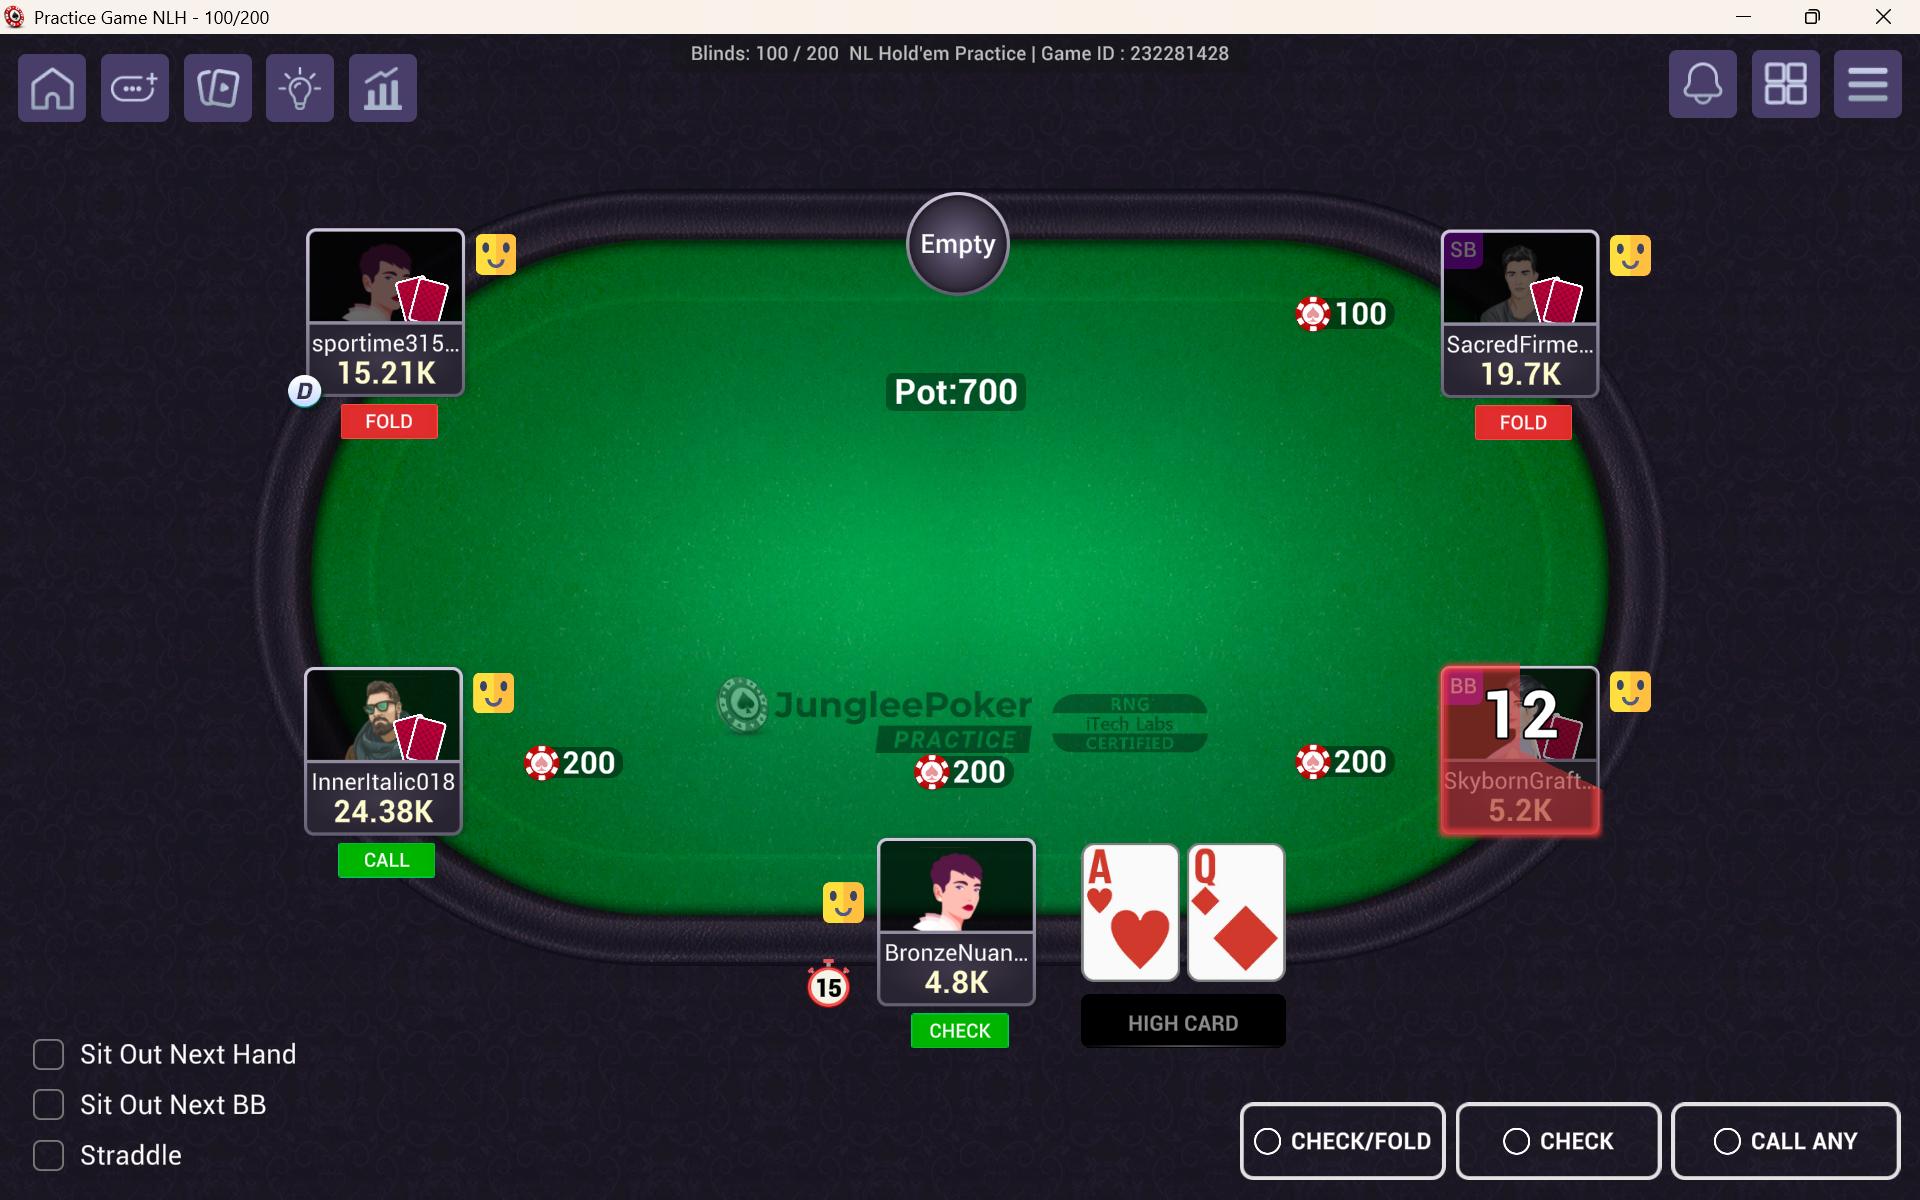 Practice Game NLH - 100/200
Blinds: 100 / 200 NL Hold'em Practice | Game ID : 232281428
Empty
sportime315...
15.21K
D
FOLD
SB
SacredFirme...
19.7K
FOLD
100
Pot:700
InnerItalic018
24.38K
CALL
200
JungleePoker
PRACTICE
RNG
iTech Labs
CERTIFIED
200
200
BB
12
SkybornGraft...
5.2K
BronzeNuan...
4.8K
CHECK
15
A
Q
HIGH CARD
Sit Out Next Hand
Sit Out Next BB
Straddle
CHECK/FOLD
CHECK
CALL ANY